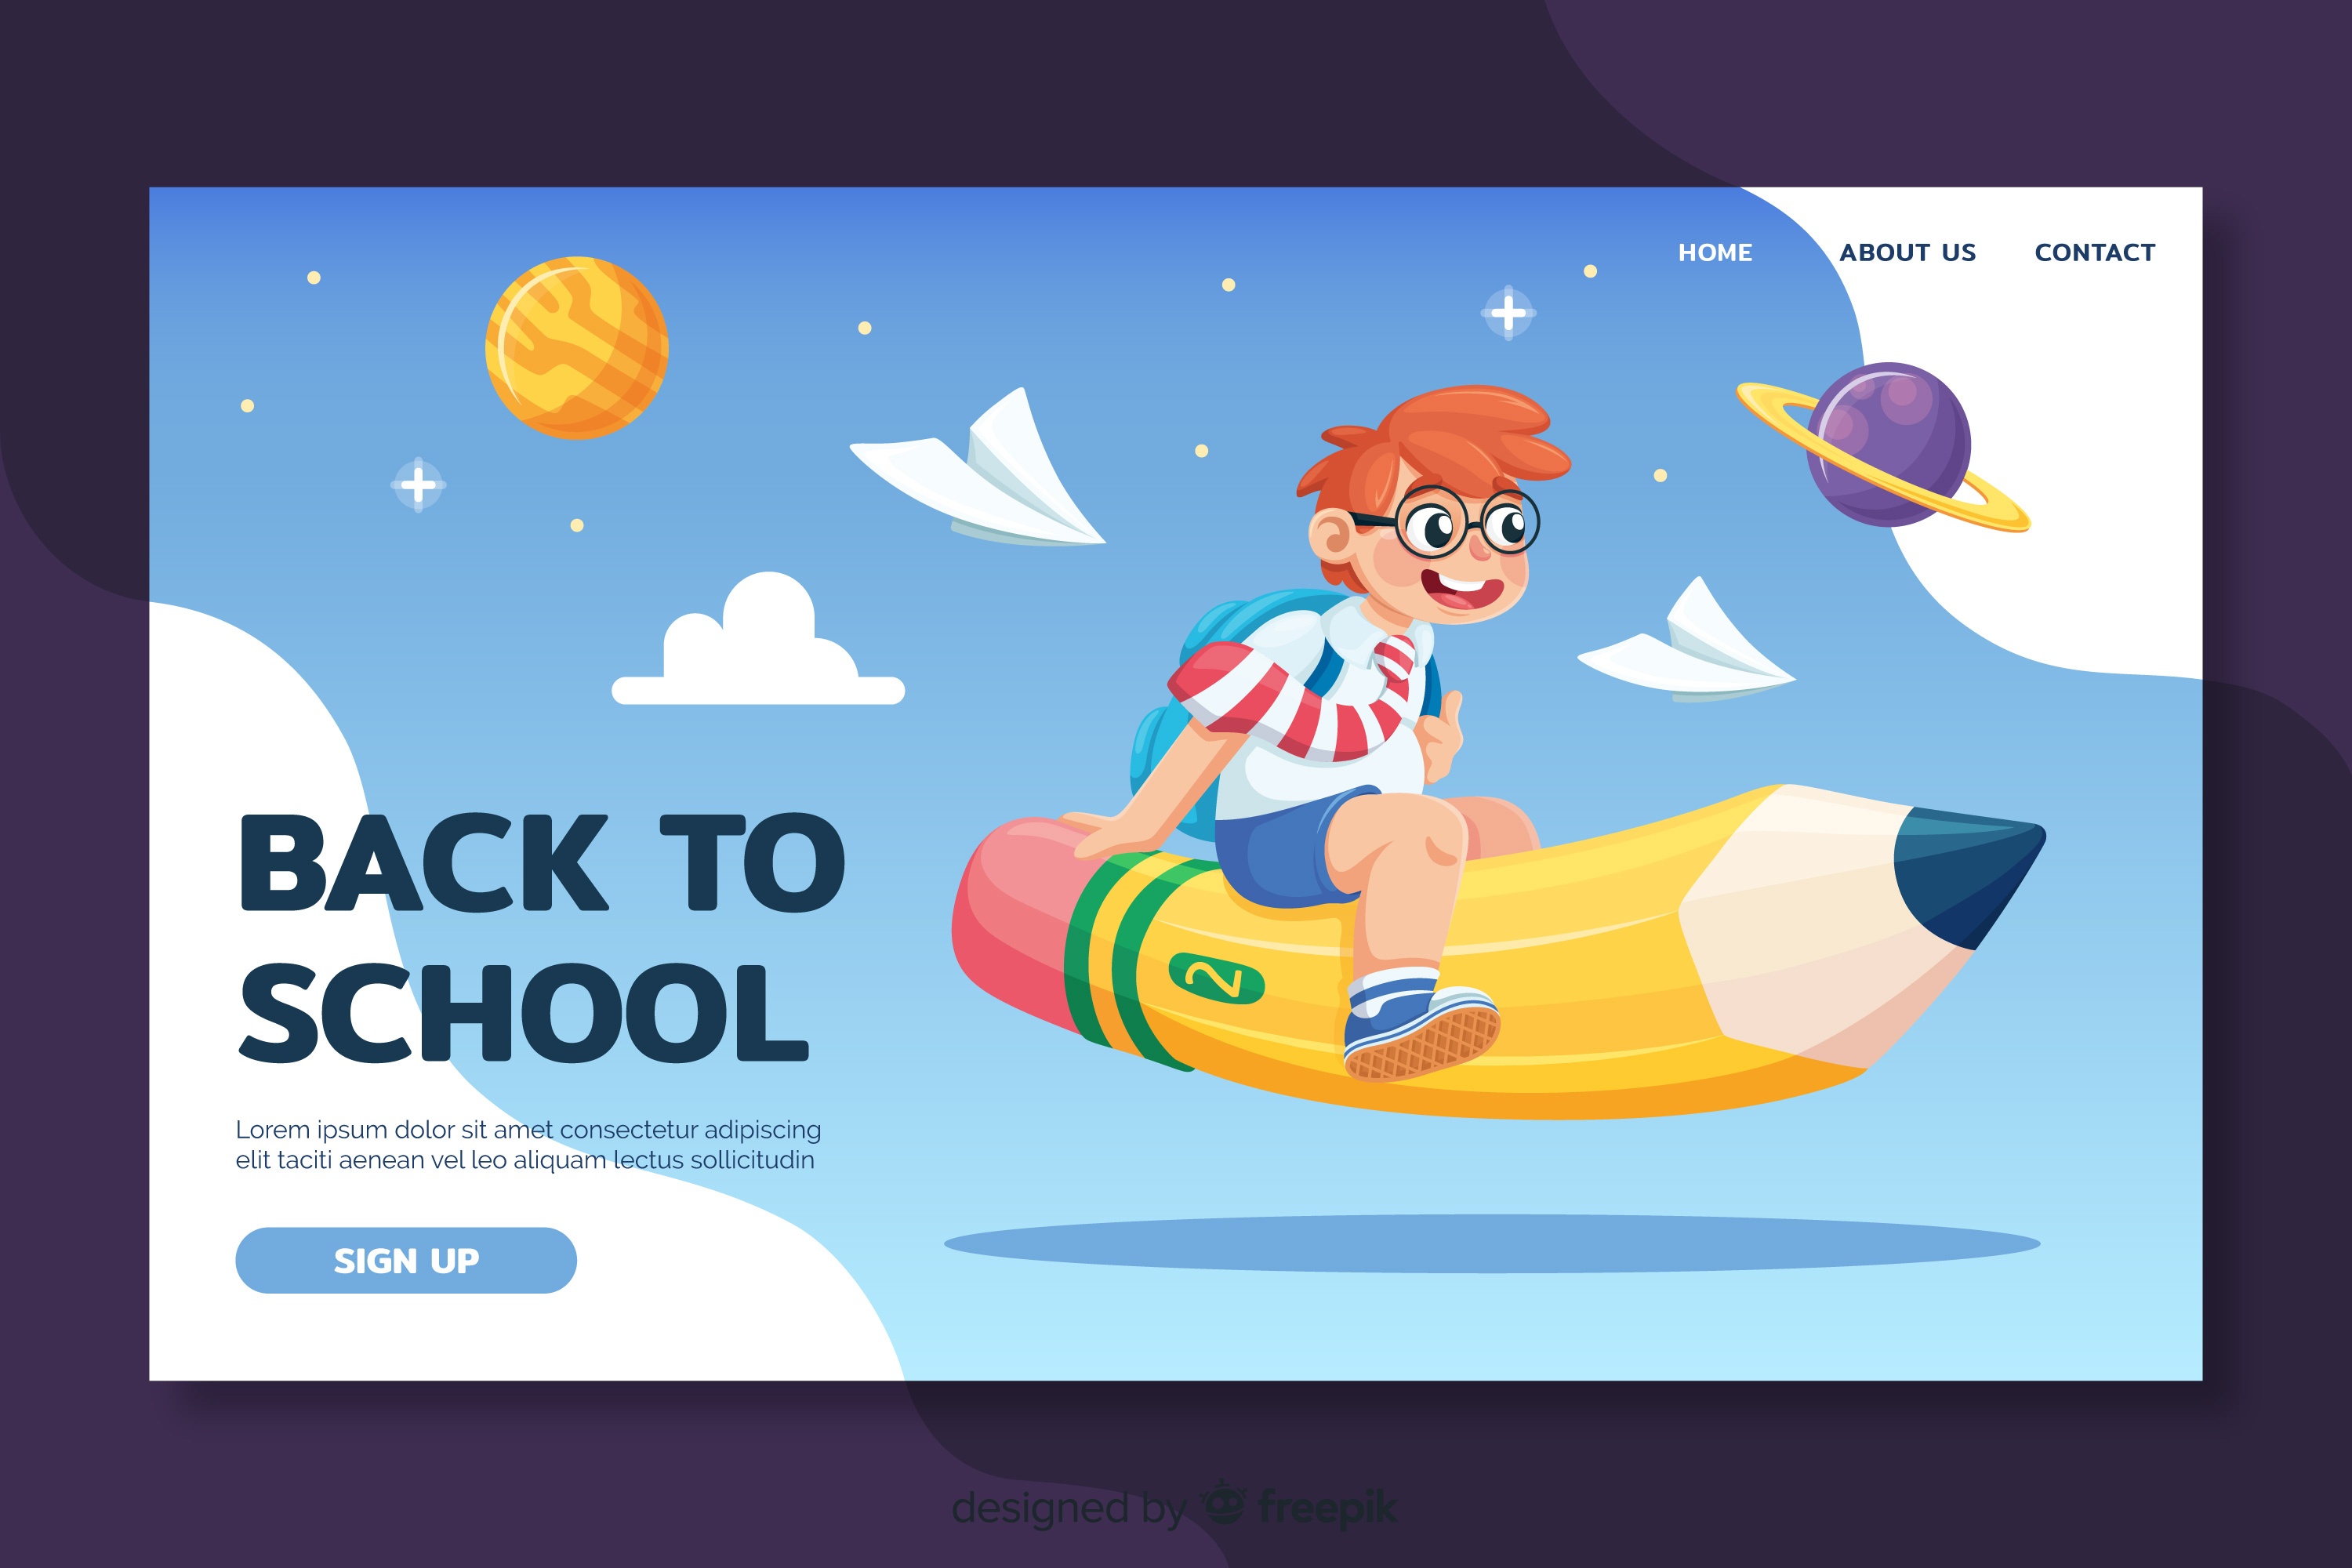 HOME ABOUT US CONTACT
BACK TO
SCHOOL
Lorem ipsum dolor sit amet consectetur adipiscing
elit taciti aenean vel leo aliquam lectus sollicitudin
SIGN UP
2
designed by freepik